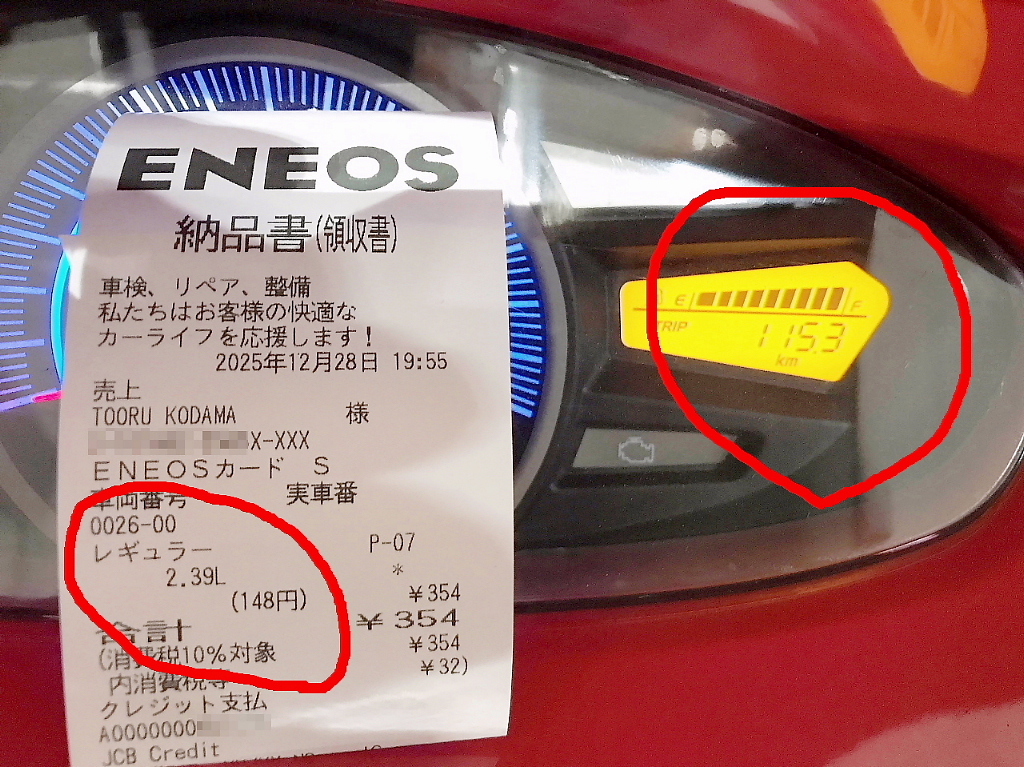 ENEOS
納品書(領収書)
車検、リペア、整備
私たちはお客様の快適な
カーライフを応援します!
2025年12月28日 19:55
売上
TOORU KODAMA 様
X-XXX
ENEOSカード S
車両番号 実車番
0026-00
レギュラー P-07
2.39L *
(148円) ¥354
合計 ¥354
(消費税10%対象 ¥354
内消費税等 ¥32)
クレジット支払
A0000000
JCB Credit
E F
TRIP 115.3
km